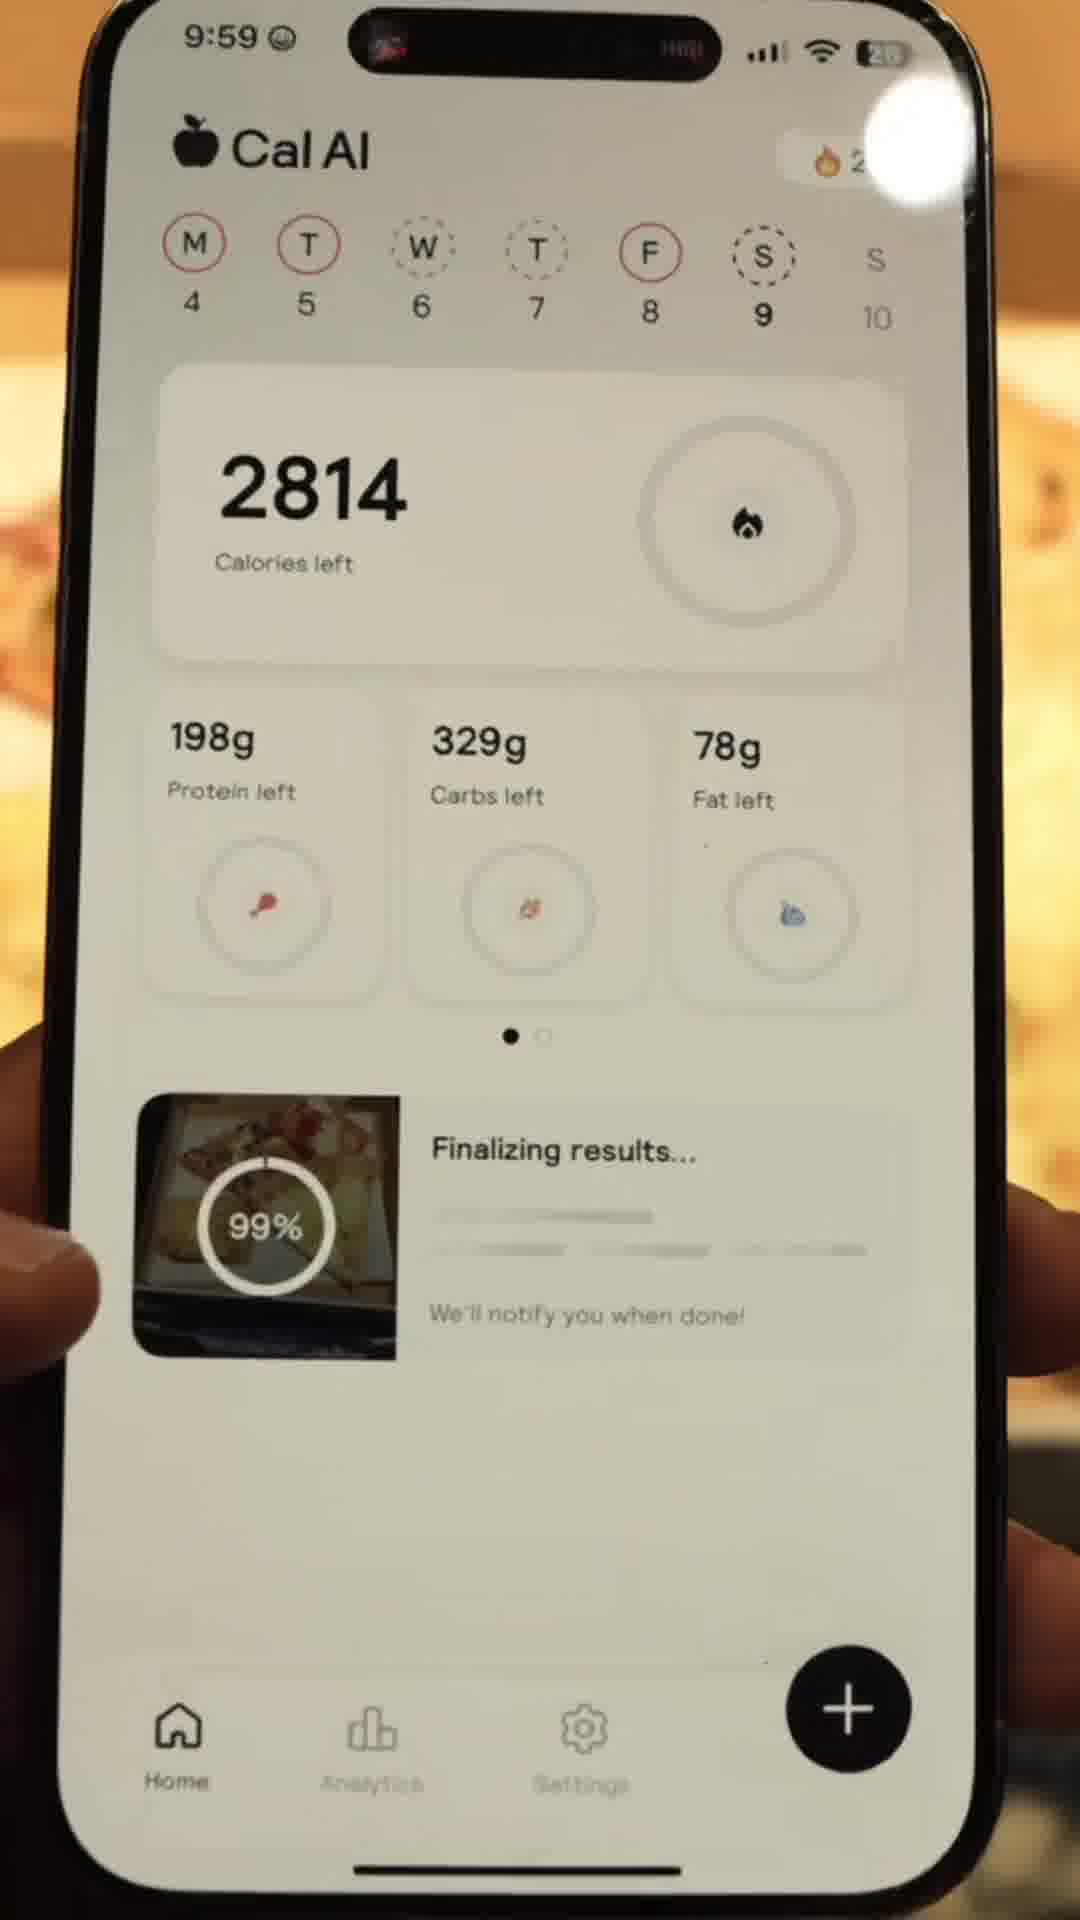 9:59
Cal AI
M T W T F S S
4 5 6 7 8 9 10
2814
Calories left
198g 329g 78g
Protein left Carbs left Fat left
99%
Finalizing results...
We'll notify you when done!
Home Analytics Settings